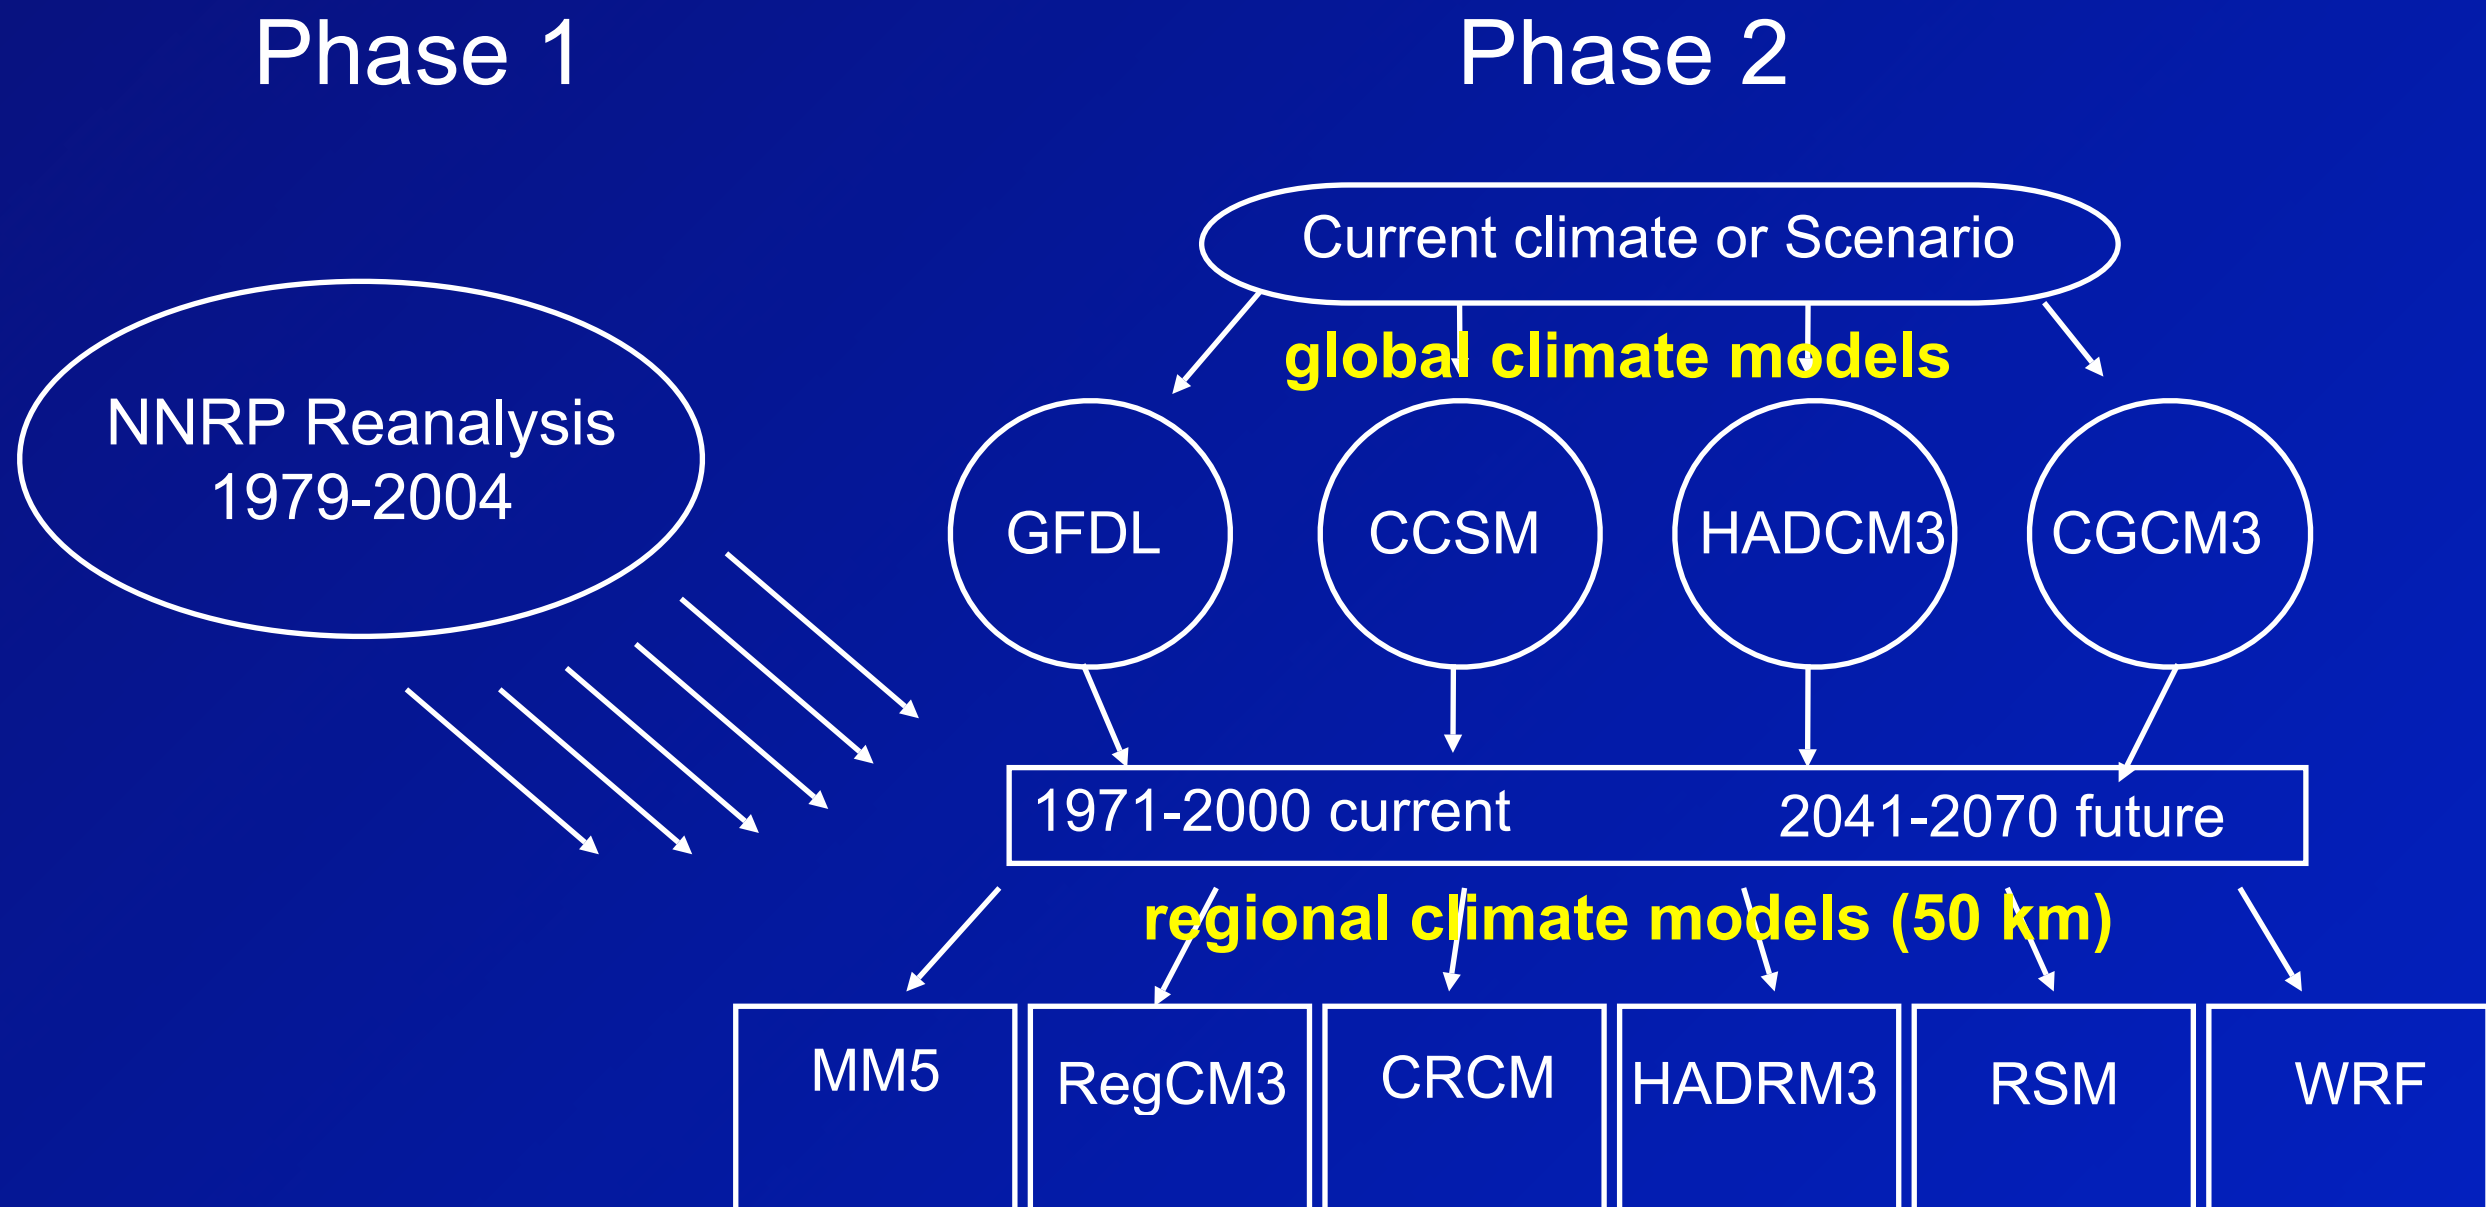 Phase 1
Phase 2
Current climate or Scenario
global climate models
NNRP Reanalysis
1979-2004
GFDL
CCSM
HADCM3
CGCM3
1971-2000 current
2041-2070 future
regional climate models (50 km)
MM5
RegCM3
CRCM
HADRM3
RSM
WRF